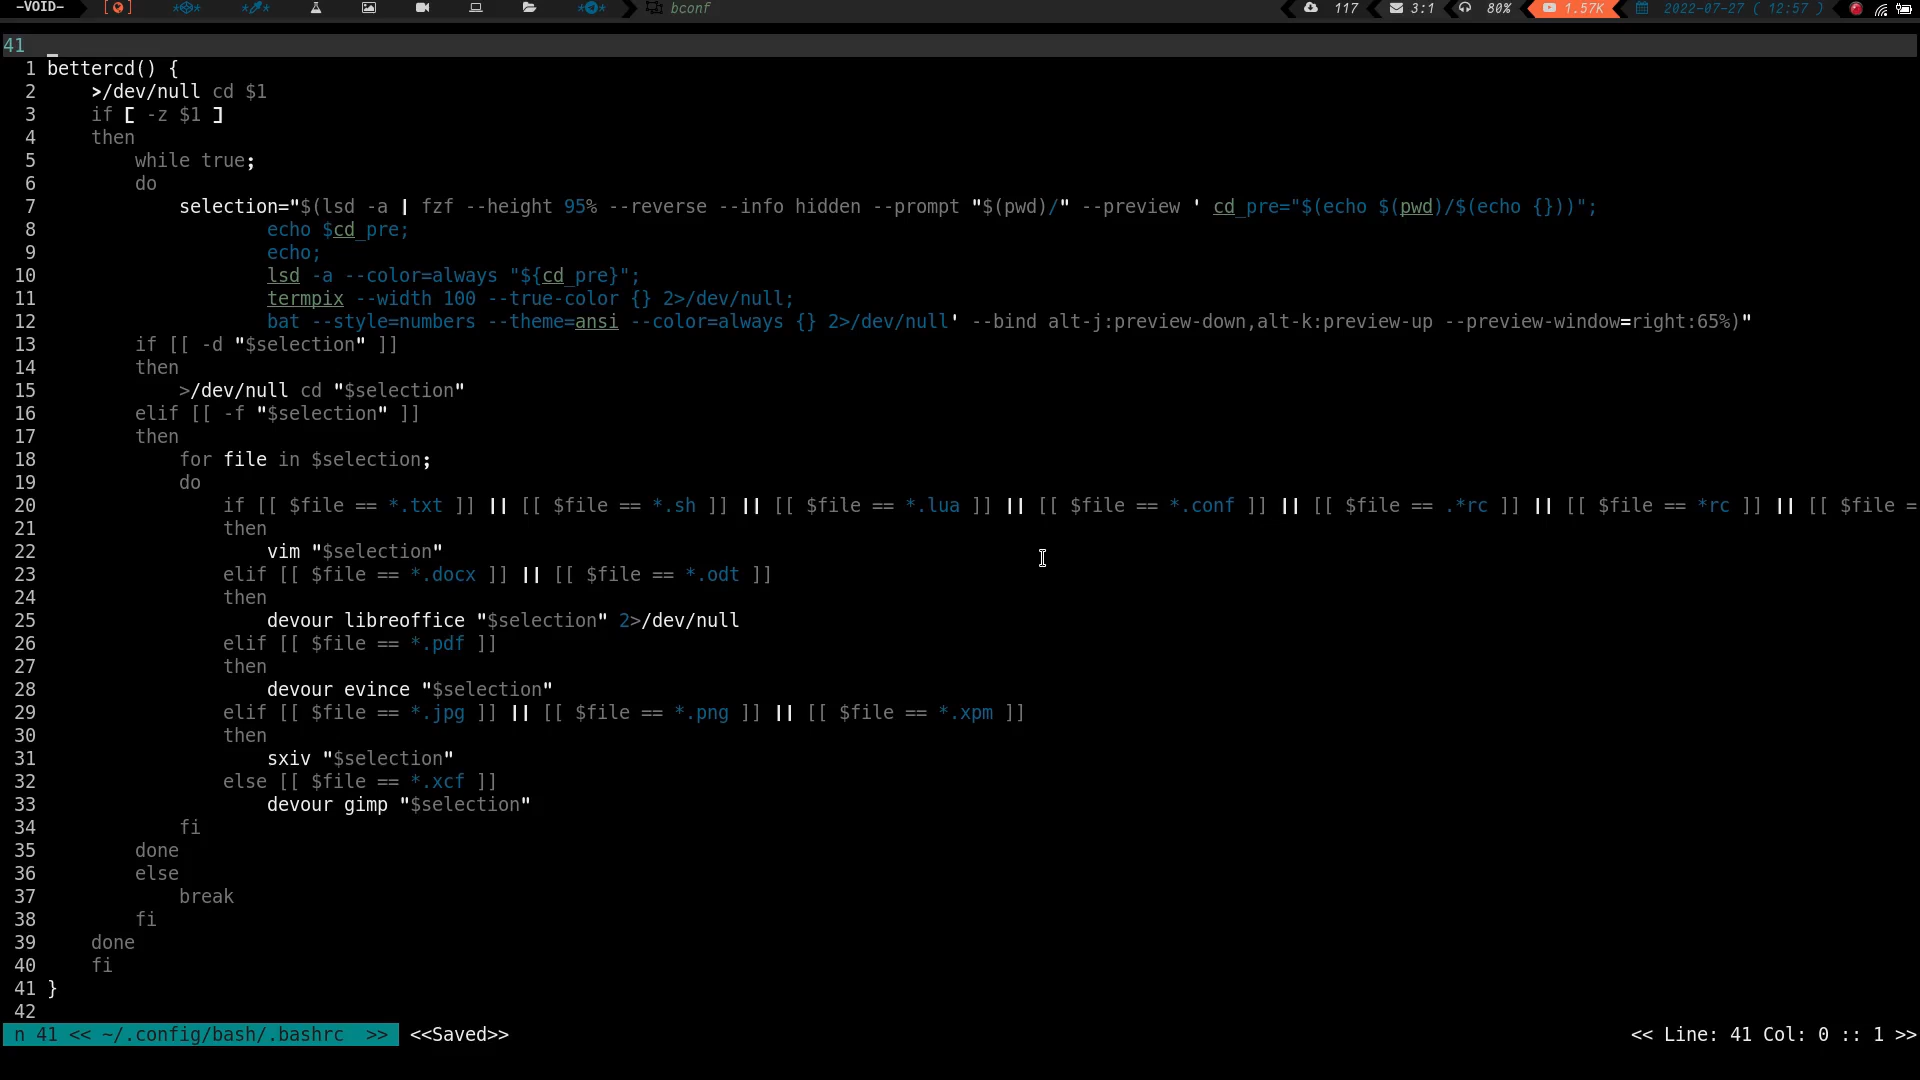 —VOID—
bconf
117
3:1
80%
1.57K
2022-07-27 ( 12:57 )
41
1 bettercd() {
2     >/dev/null cd $1
3     if [ -z $1 ]
4     then
5         while true;
6         do
7             selection="$(lsd -a | fzf --height 95% --reverse --info hidden --prompt "$(pwd)/" --preview ' cd_pre="$(echo $(pwd)/$(echo {}))";
8                     echo $cd_pre;
9                     echo;
10                     lsd -a --color=always "${cd_pre}";
11                     termpix --width 100 --true-color {} 2>/dev/null;
12                     bat --style=numbers --theme=ansi --color=always {} 2>/dev/null' --bind alt-j:preview-down,alt-k:preview-up --preview-window=right:65%)"
13         if [[ -d "$selection" ]]
14         then
15             >/dev/null cd "$selection"
16         elif [[ -f "$selection" ]]
17         then
18             for file in $selection;
19             do
20                 if [[ $file == *.txt ]] || [[ $file == *.sh ]] || [[ $file == *.lua ]] || [[ $file == *.conf ]] || [[ $file == .*rc ]] || [[ $file == *rc ]] || [[ $file =
21                 then
22                     vim "$selection"
23                 elif [[ $file == *.docx ]] || [[ $file == *.odt ]]
24                 then
25                     devour libreoffice "$selection" 2>/dev/null
26                 elif [[ $file == *.pdf ]]
27                 then
28                     devour evince "$selection"
29                 elif [[ $file == *.jpg ]] || [[ $file == *.png ]] || [[ $file == *.xpm ]]
30                 then
31                     sxiv "$selection"
32                 else [[ $file == *.xcf ]]
33                     devour gimp "$selection"
34             fi
35         done
36         else
37             break
38         fi
39     done
40     fi
41 }
42
n 41 << ~/.config/bash/.bashrc  >> <<Saved>>
<< Line: 41 Col: 0 :: 1 >>